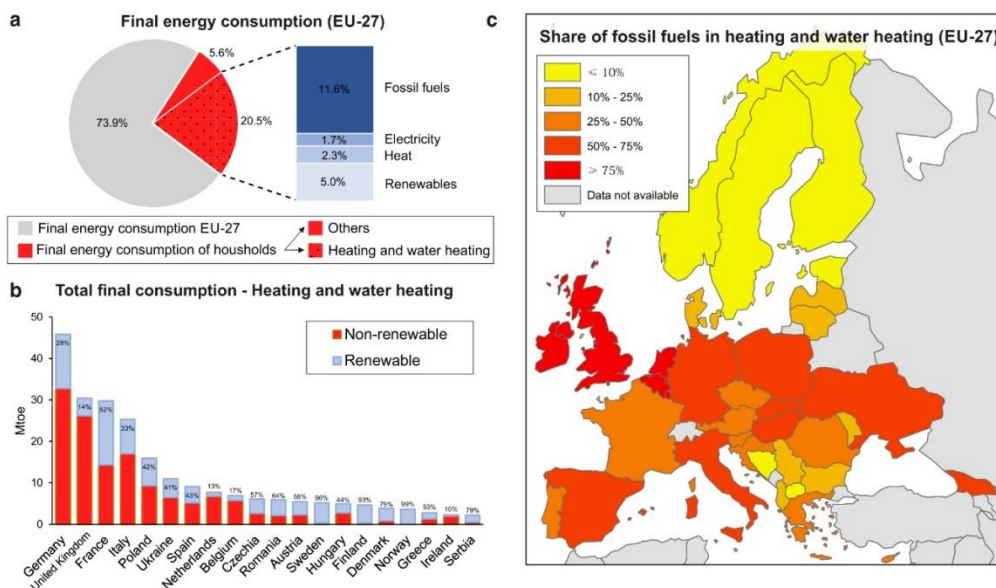 a
Final energy consumption (EU-27)
5.6%
73.9%
20.5%
11.6%
Fossil fuels
1.7%
Electricity
2.3%
Heat
5.0%
Renewables
Final energy consumption EU-27
Others
Final energy consumption of housholds
Heating and water heating
b
Total final consumption - Heating and water heating
Non-renewable
Renewable
Mtoe
50
40
30
20
10
0
28%
14%
62%
33%
42%
41%
43%
13%
17%
57%
64%
58%
96%
44%
93%
79%
99%
53%
10%
79%
Germany
United Kingdom
France
Italy
Poland
Ukraine
Spain
Netherlands
Belgium
Czechia
Romania
Austria
Sweden
Hungary
Finland
Denmark
Norway
Greece
Ireland
Serbia
c
Share of fossil fuels in heating and water heating (EU-27)
⩽ 10%
10% - 25%
25% - 50%
50% - 75%
⩾ 75%
Data not available